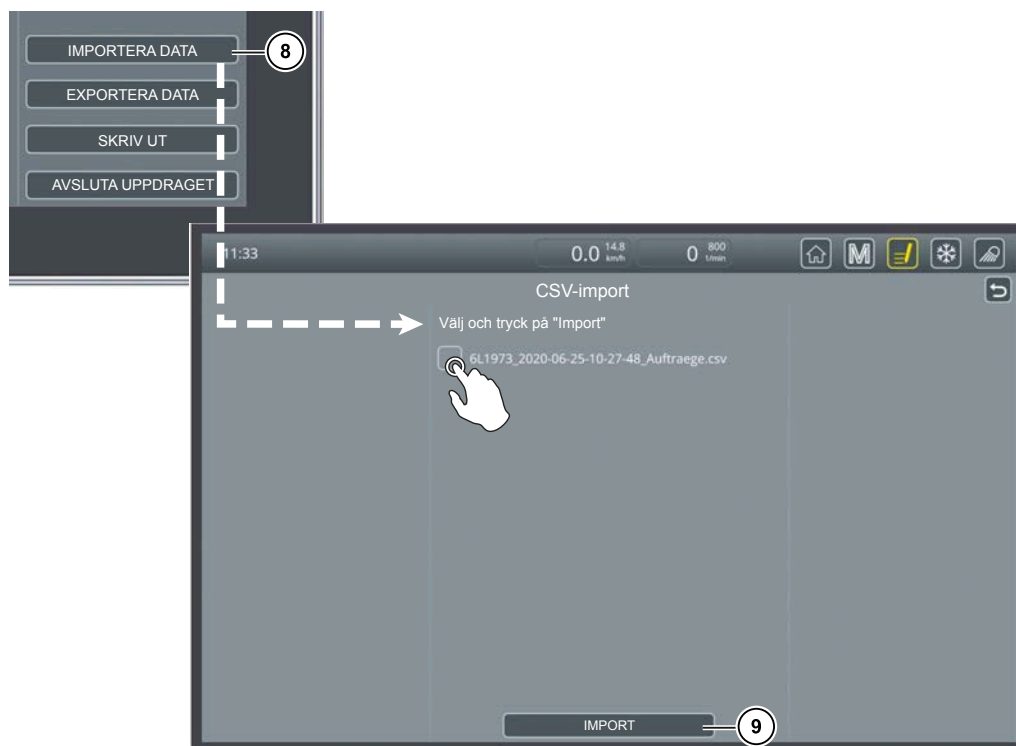 IMPORTERA DATA
8
EXPORTERA DATA
SKRIV UT
AVSLUTA UPPDRAGET
11:33
0.0 14.8 km/h
0 800 1/min
M
CSV-import
Välj och tryck på "Import"
6L1973_2020-06-25-10-27-48_Auftraege.csv
IMPORT
9